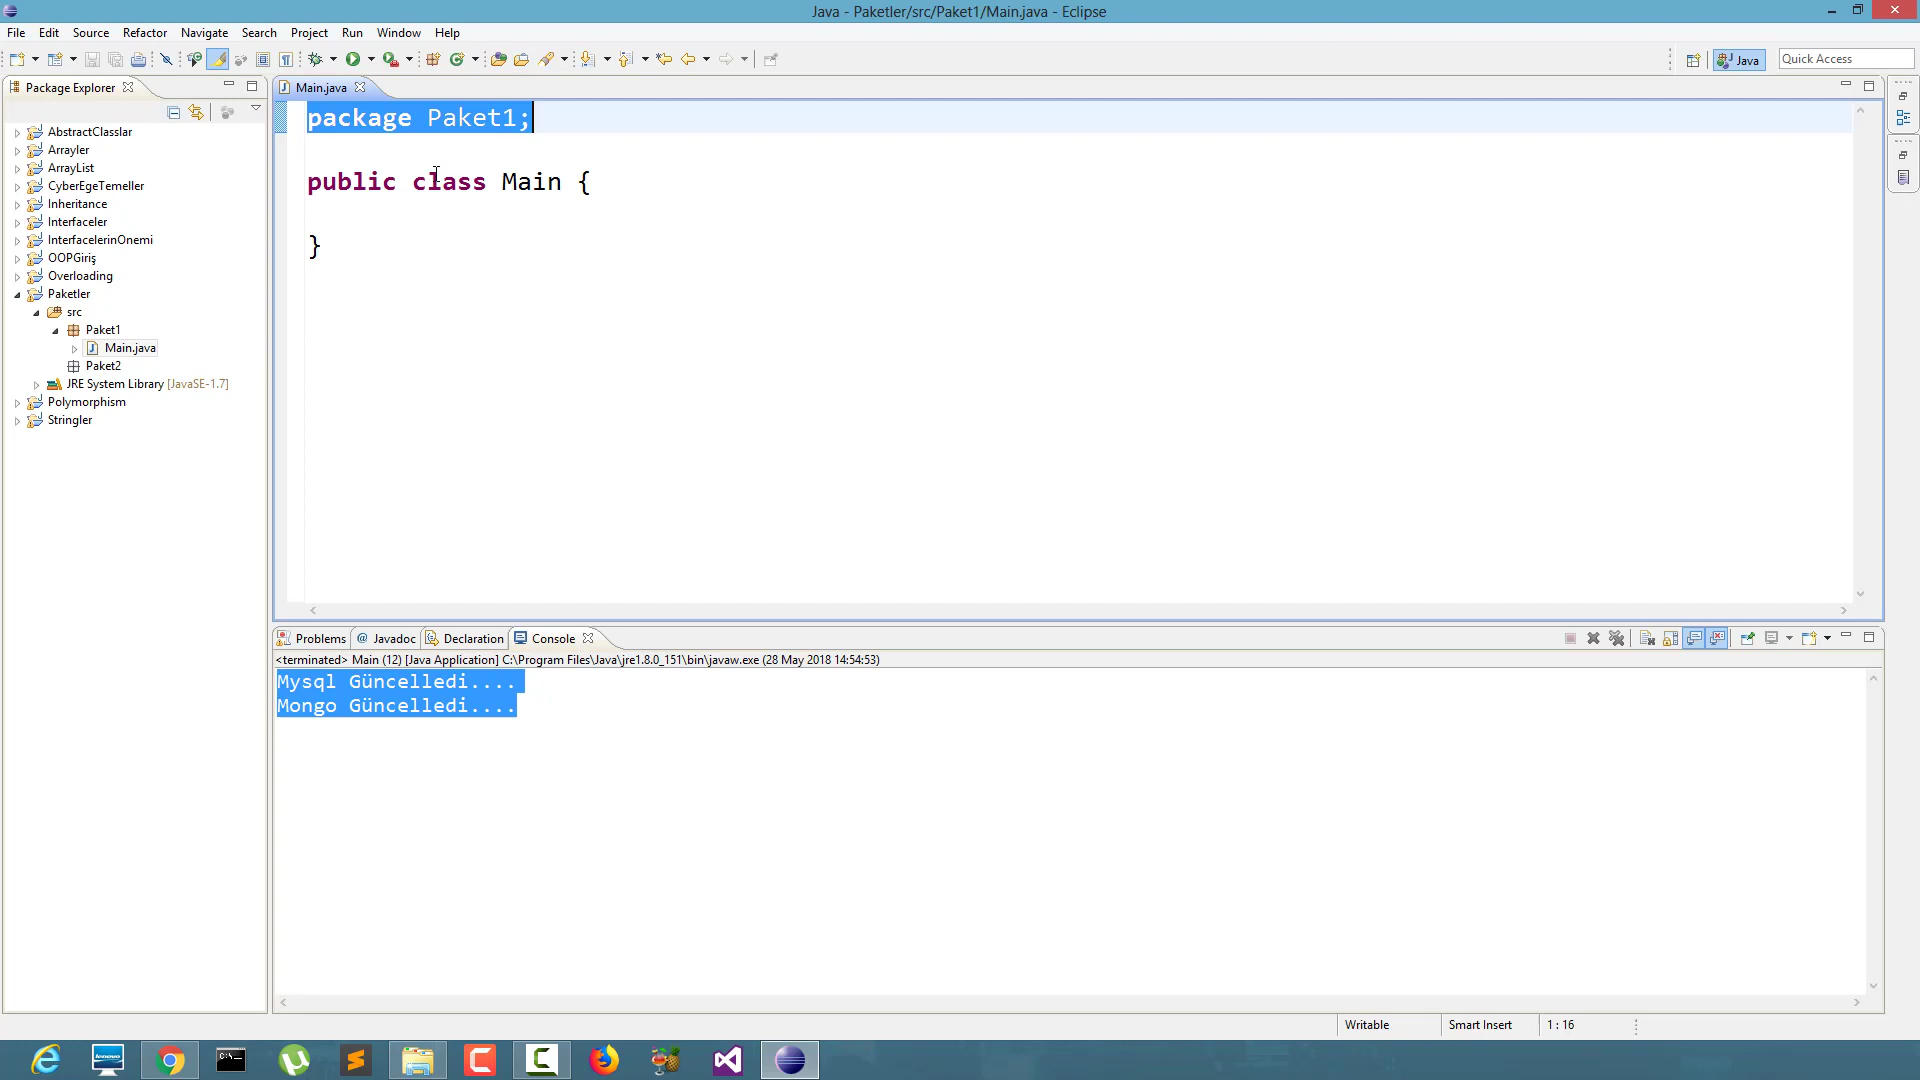 Java - Paketler/src/Paket1/Main.java - Eclipse
File Edit Source Refactor Navigate Search Project Run Window Help
Java
Quick Access
Package Explorer
Main.java
AbstractClasslar
Arrayler
ArrayList
CyberEgeTemeller
Inheritance
Interfaceler
InterfacelerinOnemi
OOPGiriş
Overloading
Paketler
src
Paket1
Main.java
Paket2
JRE System Library [JavaSE-1.7]
Polymorphism
Stringler
package Paket1;
public class Main {
}
Problems @ Javadoc Declaration Console
<terminated> Main (12) [Java Application] C:\Program Files\Java\jre1.8.0_151\bin\javaw.exe (28 May 2018 14:54:53)
Mysql Güncelledi....
Mongo Güncelledi....
Writable Smart Insert 1 : 16